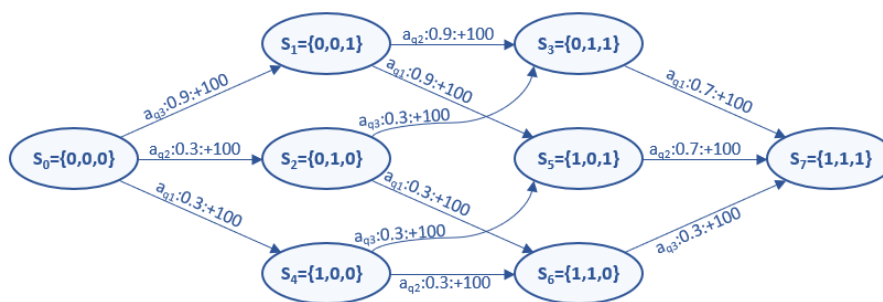 S₁={0,0,1}
a_q2:0.9:+100
S₃={0,1,1}
a_q3:0.9:+100
a_q1:0.9:+100
a_q1:0.7:+100
a_q3:0.3:+100
S₀={0,0,0}
a_q2:0.3:+100
S₂={0,1,0}
S₅={1,0,1}
a_q2:0.7:+100
S₇={1,1,1}
a_q1:0.3:+100
a_q1:0.3:+100
a_q3:0.3:+100
a_q3:0.3:+100
S₄={1,0,0}
a_q2:0.3:+100
S₆={1,1,0}